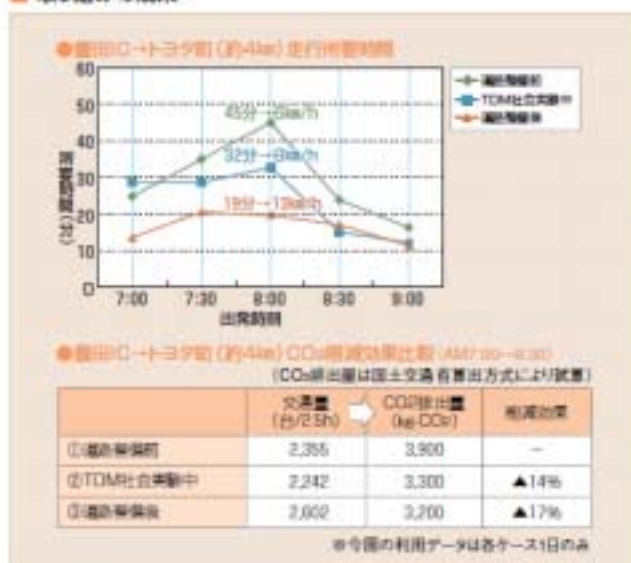 ●豊田IC→トヨタ町(約4km)走行所要時間
60
50
40
30
20
10
0
所要時間(分)
45分→6km/h
32分→8km/h
19分→13km/h
道路整備前
TDM社会実験中
道路整備後
7:00 7:30 8:00 8:30 9:00
出発時間
●豊田IC→トヨタ町(約4km)CO2削減効果比較(AM7:00~9:30)
(CO2排出量は国土交通省算出方式により試算)
交通量 CO2排出量 削減効果
(台/2.5h) (kg-CO2)
①道路整備前 2,355 3,900 −
②TDM社会実験中 2,242 3,300 ▲14%
③道路整備後 2,602 3,200 ▲17%
※今回の利用データは各ケース1日のみ